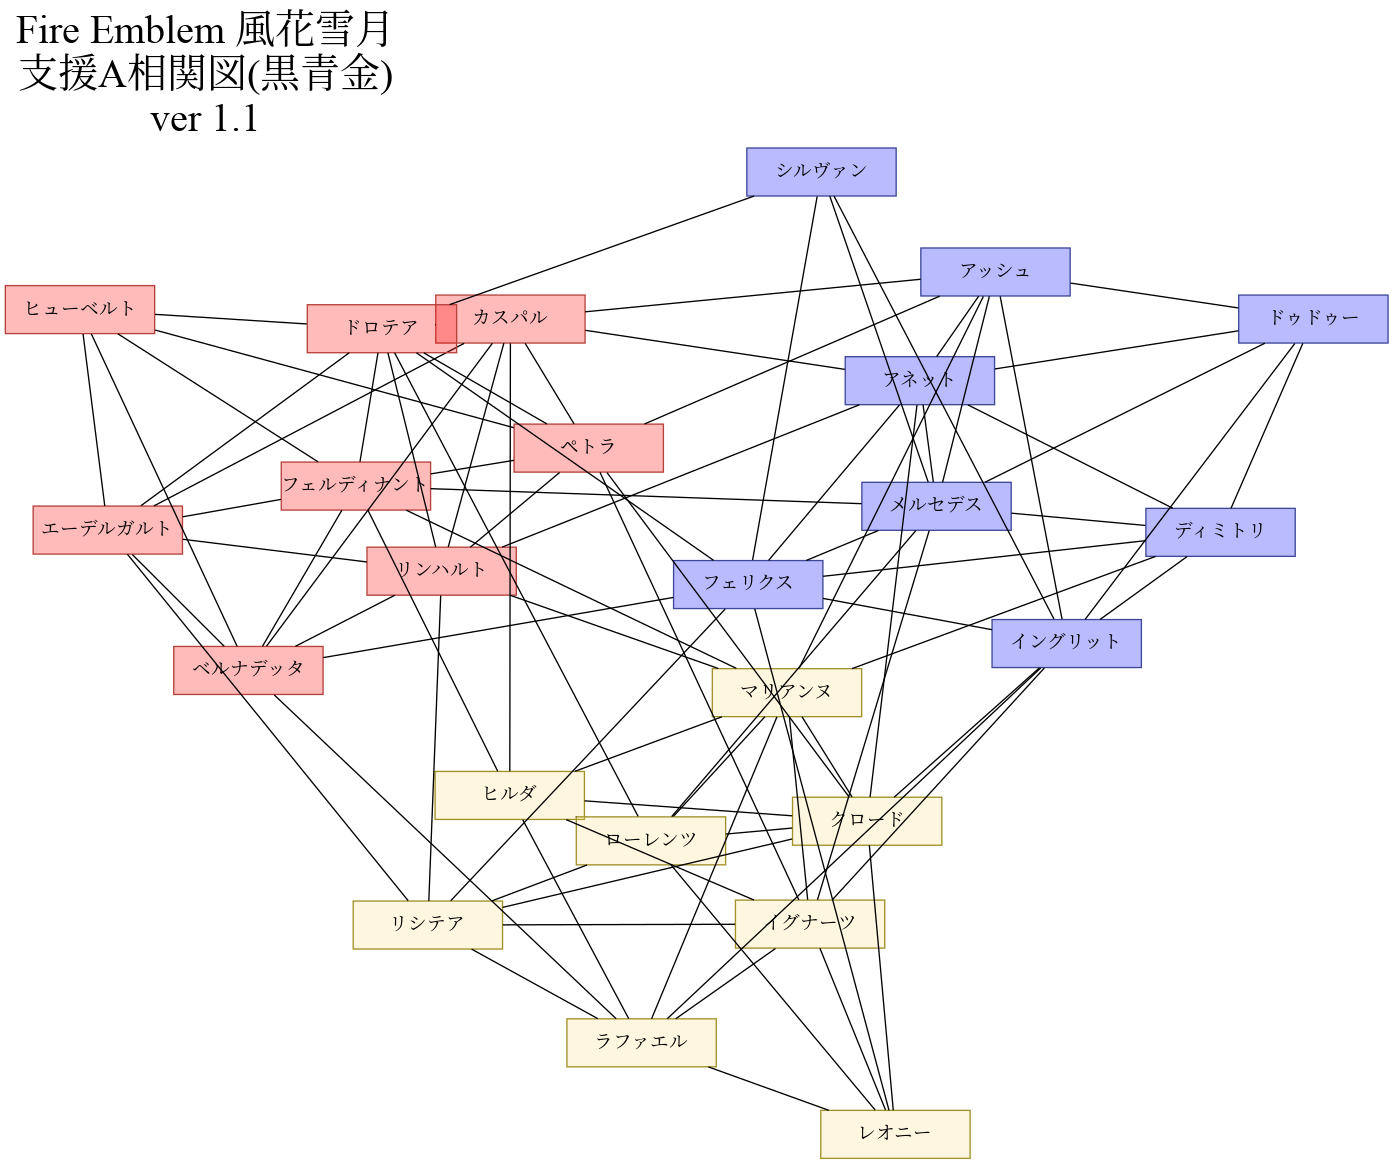 Fire Emblem 風花雪月
支援A相関図(黒青金)
ver 1.1
シルヴァン
アッシュ
ヒューベルト
ドロテア
カスパル
ドゥドゥー
アネット
ペトラ
フェルディナント
メルセデス
エーデルガルト
ディミトリ
リンハルト
フェリクス
イングリット
ベルナデッタ
マリアンヌ
ヒルダ
クロード
ローレンツ
リシテア
イグナーツ
ラファエル
レオニー